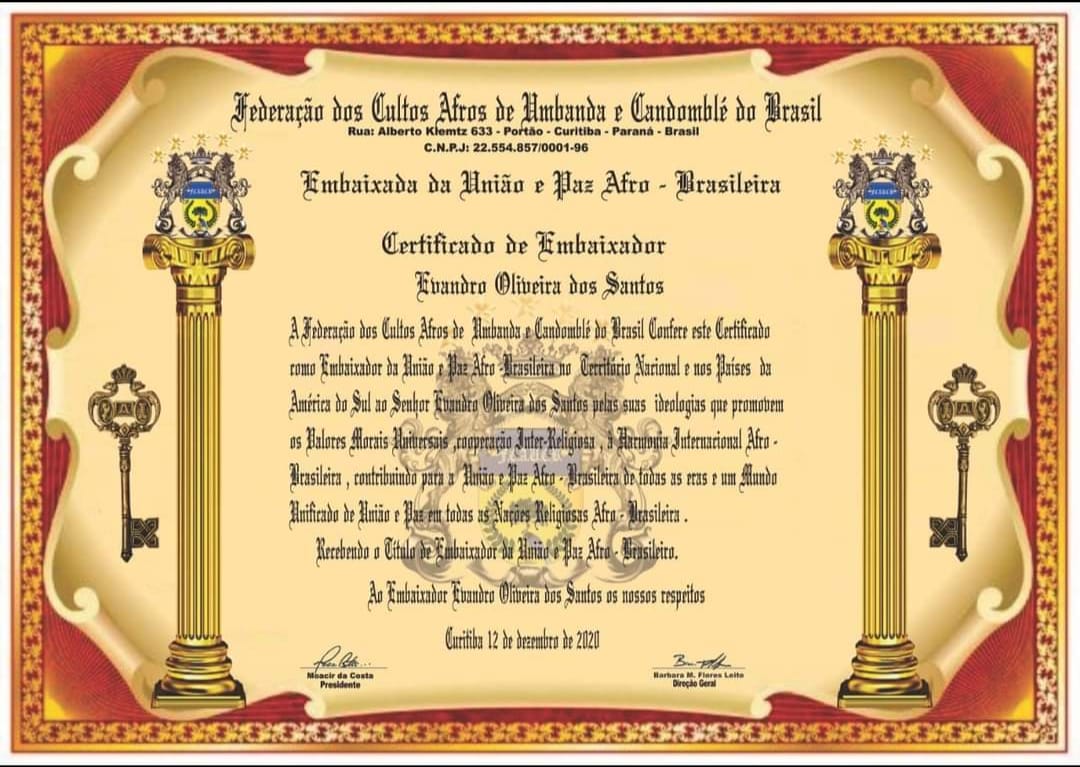 Federação dos Cultos Afros de Umbanda e Candomblé do Brasil
Rua: Alberto Klemtz 633 - Portão - Curitiba - Paraná - Brasil
C.N.P.J: 22.554.857/0001-96
Embaixada da União e Paz Afro - Brasileira
Certificado de Embaixador
Evandro Oliveira dos Santos
A Federação dos Cultos Afros de Umbanda e Candomblé do Brasil Confere este Certificado
como Embaixador da União e Paz Afro -Brasileira no Território Nacional e nos Países da
América do Sul ao Senhor Evandro Oliveira dos Santos pelas suas ideologias que promovem
os Valores Morais Universais ,cooperação Inter-Religiosa , à Harmonia Internacional Afro -
Brasileira , contribuindo para a União e Paz Afro - Brasileira de todas as eras e um Mundo
Unificado de União e Paz em todas as Nações Religiosas Afro - Brasileira .
Recebendo o Título de Embaixador da União e Paz Afro - Brasileiro.
Ao Embaixador Evandro Oliveira dos Santos os nossos respeitos
Curitiba 12 de dezembro de 2020
Moacir da Costa
Presidente
Barbara M. Flores Leite
Direção Geral